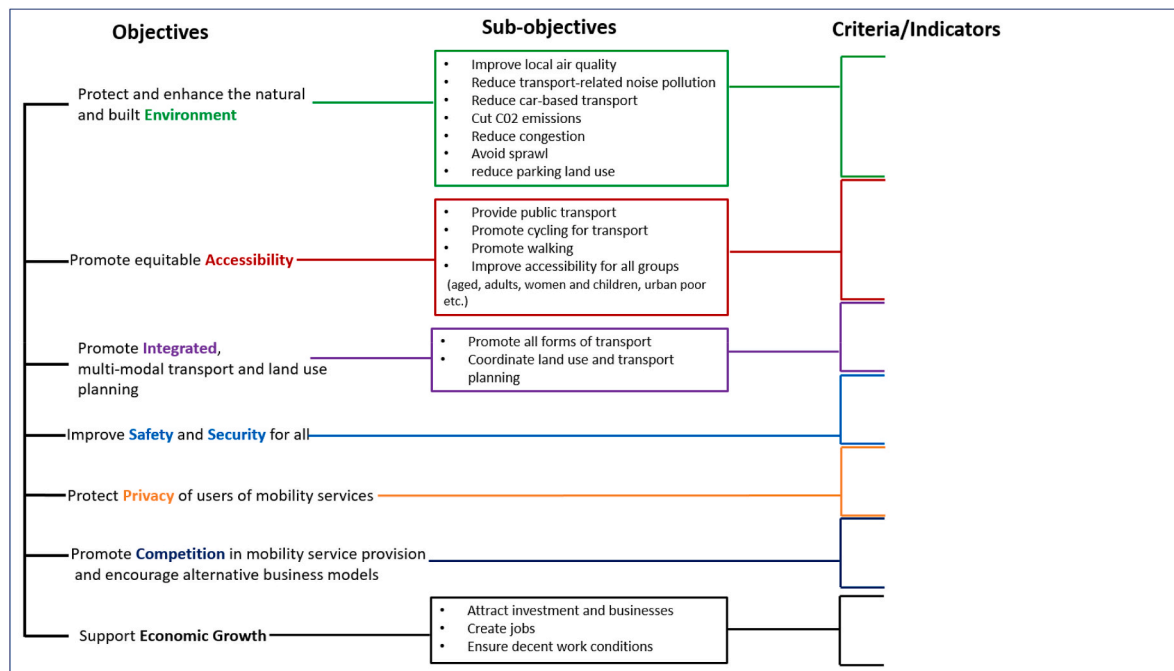 Objectives
Sub-objectives
Criteria/Indicators
Protect and enhance the natural
and built Environment
• Improve local air quality
• Reduce transport-related noise pollution
• Reduce car-based transport
• Cut C02 emissions
• Reduce congestion
• Avoid sprawl
• reduce parking land use
Promote equitable Accessibility
• Provide public transport
• Promote cycling for transport
• Promote walking
• Improve accessibility for all groups
(aged, adults, women and children, urban poor
etc.)
Promote Integrated,
multi-modal transport and land use
planning
• Promote all forms of transport
• Coordinate land use and transport
planning
Improve Safety and Security for all
Protect Privacy of users of mobility services
Promote Competition in mobility service provision
and encourage alternative business models
Support Economic Growth
• Attract investment and businesses
• Create jobs
• Ensure decent work conditions